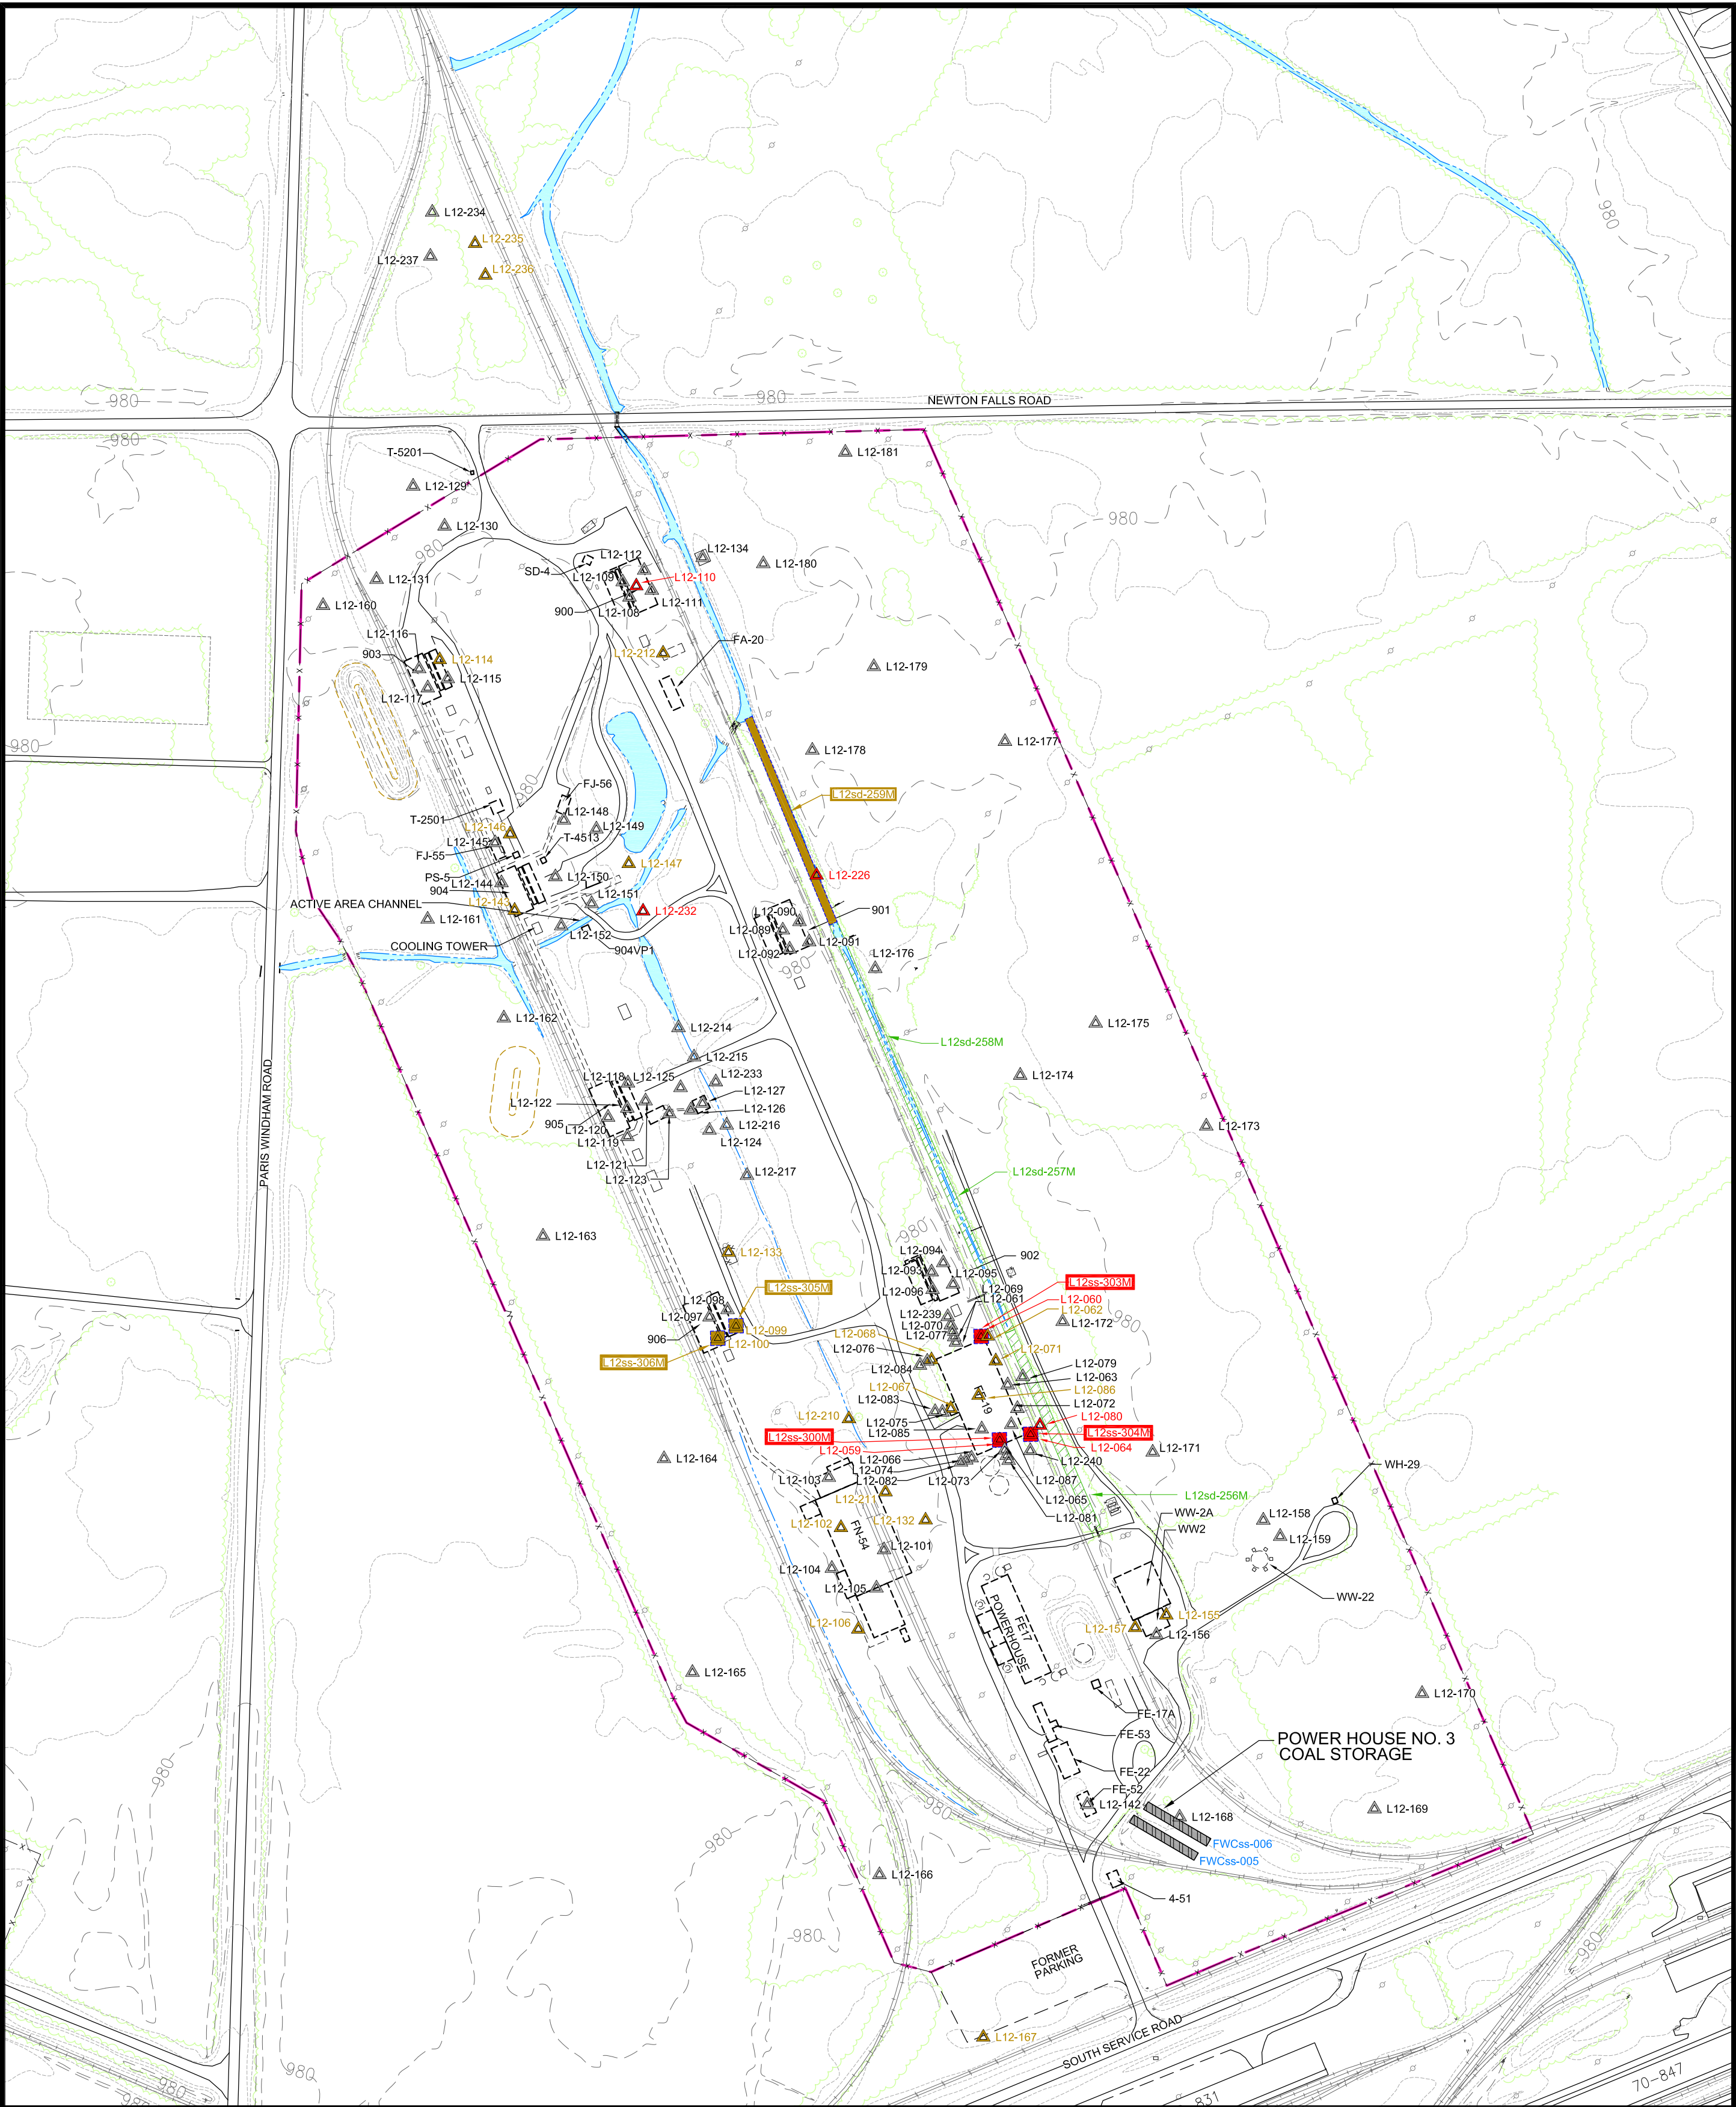 980
L12-234
L12-235
L12-237
L12-236
980
980
NEWTON FALLS ROAD
980
T-5201
L12-181
L12-129
980
L12-130
980
L12-112
L12-134
SD-4
L12-109
L12-110
L12-180
L12-131
L12-111
L12-160
900
L12-108
L12-116
FA-20
903
L12-114
L12-212
L12-115
L12-179
L12-117
980
L12-178
L12-177
980
FJ-56
L12sd-259M
T-2501
L12-148
L12-146
L12-149
L12-145
T-4513
FJ-55
L12-147
PS-5
L12-150
L12-226
904
L12-144
L12-151
ACTIVE AREA CHANNEL
L12-143
L12-232
L12-090
901
L12-161
L12-152
L12-089
L12-091
COOLING TOWER
904VP1
L12-092
980
L12-176
L12-162
L12-214
L12-175
L12sd-258M
L12-215
PARIS WINDHAM ROAD
L12-118
L12-125
L12-233
L12-174
L12-127
L12-122
L12-126
905
L12-120
L12-216
L12-173
L12-119
L12-124
L12-121
L12-123
L12-217
L12sd-257M
L12-163
980
L12-133
L12-094
902
L12-093
L12-095
L12ss-303M
L12ss-305M
L12-096
L12-069
L12-061
L12-060
L12-098
L12-239
L12-062
L12-097
L12-070
L12-172
980
906
L12-099
L12-077
L12-100
L12-068
L12-076
L12-071
L12ss-306M
L12-084
L12-079
L12-063
L12-067
L12-086
L12-083
FF-19
L12-072
L12-210
L12-075
L12-080
L12-085
L12ss-300M
L12ss-304M
L12-059
L12-064
L12-171
L12-066
L12-240
L12-164
L12-074
WH-29
L12-103
L12-082
L12-073
L12-087
L12-211
L12-065
L12sd-256M
L12-081
WW-2A
L12-158
L12-102
L12-132
WW2
L12-159
FN-54
L12-101
L12-104
L12-105
WW-22
FE17
POWERHOUSE
L12-106
L12-155
L12-157
L12-156
L12-165
L12-170
FE-17A
FE-53
POWER HOUSE NO. 3
COAL STORAGE
FE-22
980
FE-52
980
L12-142
L12-168
L12-169
980
FWCss-006
FWCss-005
L12-166
4-51
980
980
FORMER
PARKING
L12-167
SOUTH SERVICE ROAD
980
980
980
831
70-847